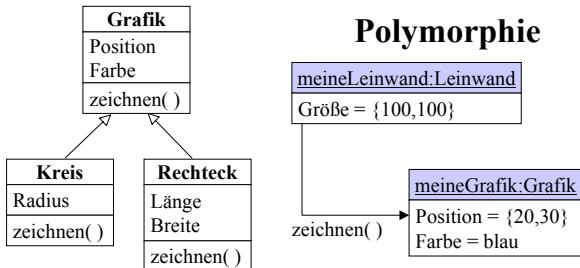 Grafik
Position
Farbe
zeichnen( )
Kreis
Radius
zeichnen( )
Rechteck
Länge
Breite
zeichnen( )
Polymorphie
meineLeinwand:Leinwand
Größe = {100,100}
zeichnen( )
meineGrafik:Grafik
Position = {20,30}
Farbe = blau